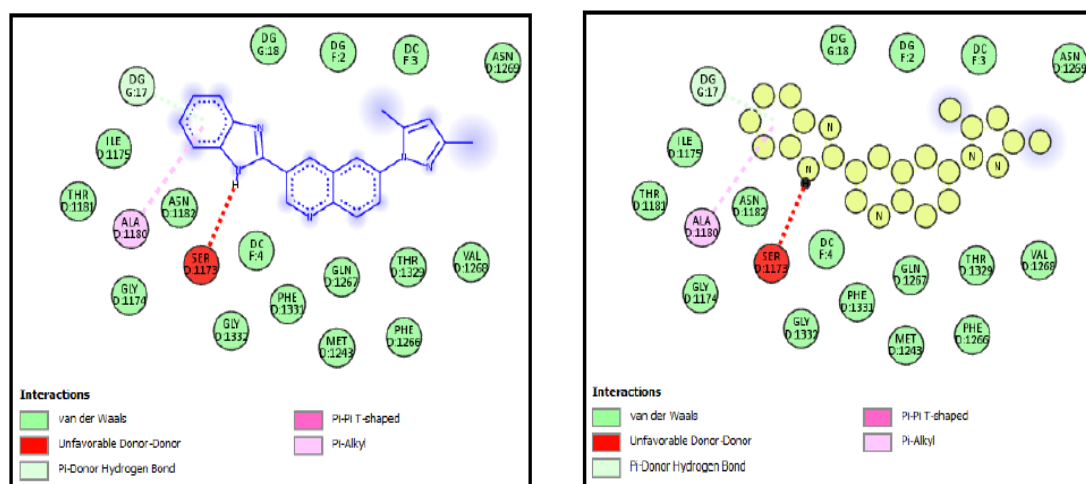 DG
G:18
DG
F:2
DC
F:3
ASN
D:1269
DG
G:17
ILE
D:1175
THR
D:1181
ASN
D:1182
ALA
D:1180
SER
D:1173
DC
F:4
GLY
D:1174
GLN
D:1267
THR
D:1329
VAL
D:1268
PHE
D:1331
GLY
D:1332
MET
D:1243
PHE
D:1266
N
N
H
N
N
N
Interactions
van der Waals
Unfavorable Donor-Donor
Pi-Donor Hydrogen Bond
Pi-Pi T-shaped
Pi-Alkyl
DG
G:18
DG
F:2
DC
F:3
ASN
D:1269
DG
G:17
ILE
D:1175
THR
D:1181
ASN
D:1182
ALA
D:1180
SER
D:1173
DC
F:4
GLY
D:1174
GLN
D:1267
THR
D:1329
VAL
D:1268
PHE
D:1331
GLY
D:1332
MET
D:1243
PHE
D:1266
N
N
N
N
N
Interactions
van der Waals
Unfavorable Donor-Donor
Pi-Donor Hydrogen Bond
Pi-Pi T-shaped
Pi-Alkyl